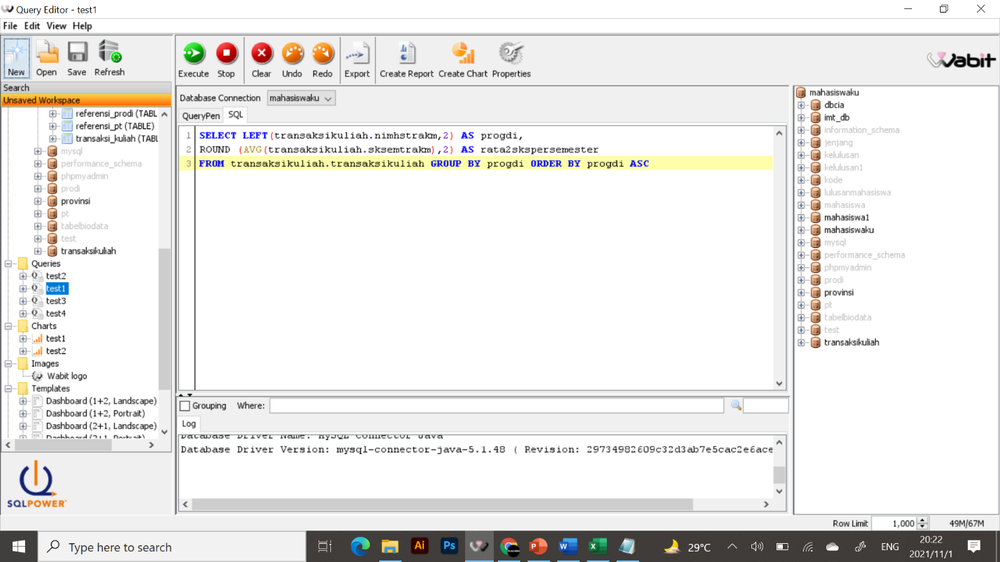 Query Editor - test1
File Edit View Help
New Open Save Refresh
Execute Stop Clear Undo Redo Export Create Report Create Chart Properties
Wabit
Search
Unsaved Workspace
referensi_prodi (TABL
referensi_pt (TABLE)
transaksi_kuliah (TABL
mysql
performance_schema
phpmyadmin
prodi
provinsi
pt
tabelbiodata
test
transaksikuliah
Queries
test2
test1
test3
test4
Charts
test1
test2
Images
Wabit logo
Templates
Dashboard (1+2, Landscape)
Dashboard (1+2, Portrait)
Dashboard (2+1, Landscape)
Dashboard (2+1, Portrait)
SQLPOWER
Database Connection mahasiswaku
QueryPen SQL
1 SELECT LEFT(transaksikuliah.nimhstrakm,2) AS progdi,
2 ROUND (AVG(transaksikuliah.sksemtrakm),2) AS rata2skspersemester
3 FROM transaksikuliah.transaksikuliah GROUP BY progdi ORDER BY progdi ASC
Grouping Where:
Log
Database Driver Name: MySQL Connector Java
Database Driver Version: mysql-connector-java-5.1.48 ( Revision: 29734982609c32d3ab7e5cac2e6ace
mahasiswaku
dbcia
imt_db
information_schema
jenjang
kelulusan
kelulusan1
kode
lulusanmahasiswa
mahasiswa
mahasiswa1
mahasiswaku
mysql
performance_schema
phpmyadmin
prodi
provinsi
pt
tabelbiodata
test
transaksikuliah
Row Limit 1,000 49M/67M
Type here to search
Ai Ps
29°C
ENG
20:22
2021/11/1